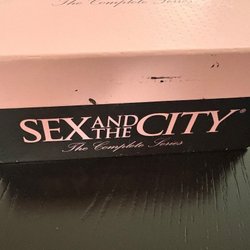 The Complete Series
SEX AND THE CITY®
The Complete Series